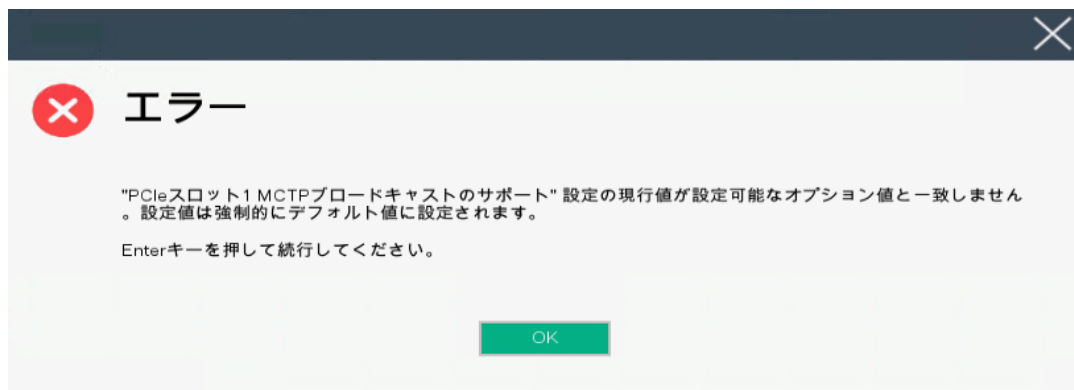 エラー
"PCIeスロット1 MCTPブロードキャストのサポート" 設定の現行値が設定可能なオプション値と一致しません
。設定値は強制的にデフォルト値に設定されます。
Enterキーを押して続行してください。
OK